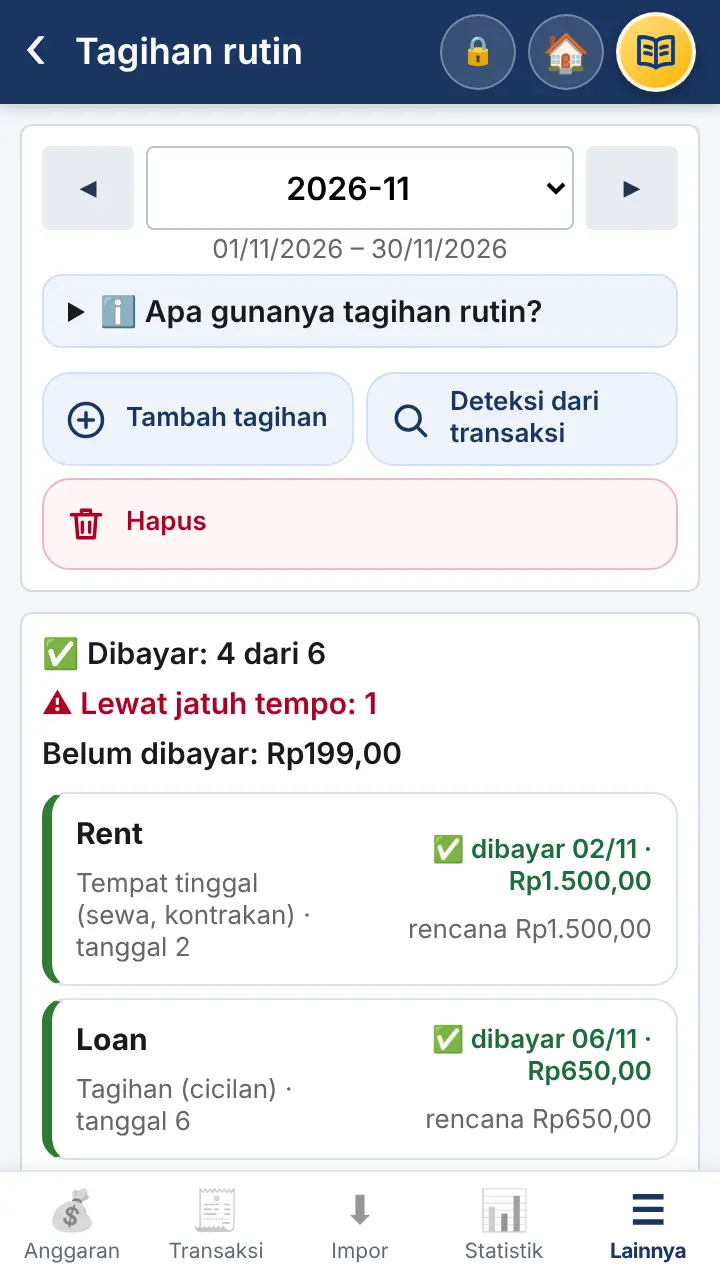 Tagihan rutin
2026-11
01/11/2026 – 30/11/2026
Apa gunanya tagihan rutin?
Tambah tagihan
Deteksi dari
transaksi
Hapus
Dibayar: 4 dari 6
Lewat jatuh tempo: 1
Belum dibayar: Rp199,00
Rent
Tempat tinggal
(sewa, kontrakan) ·
tanggal 2
dibayar 02/11 ·
Rp1.500,00
rencana Rp1.500,00
Loan
Tagihan (cicilan) ·
tanggal 6
dibayar 06/11 ·
Rp650,00
rencana Rp650,00
Anggaran
Transaksi
Impor
Statistik
Lainnya